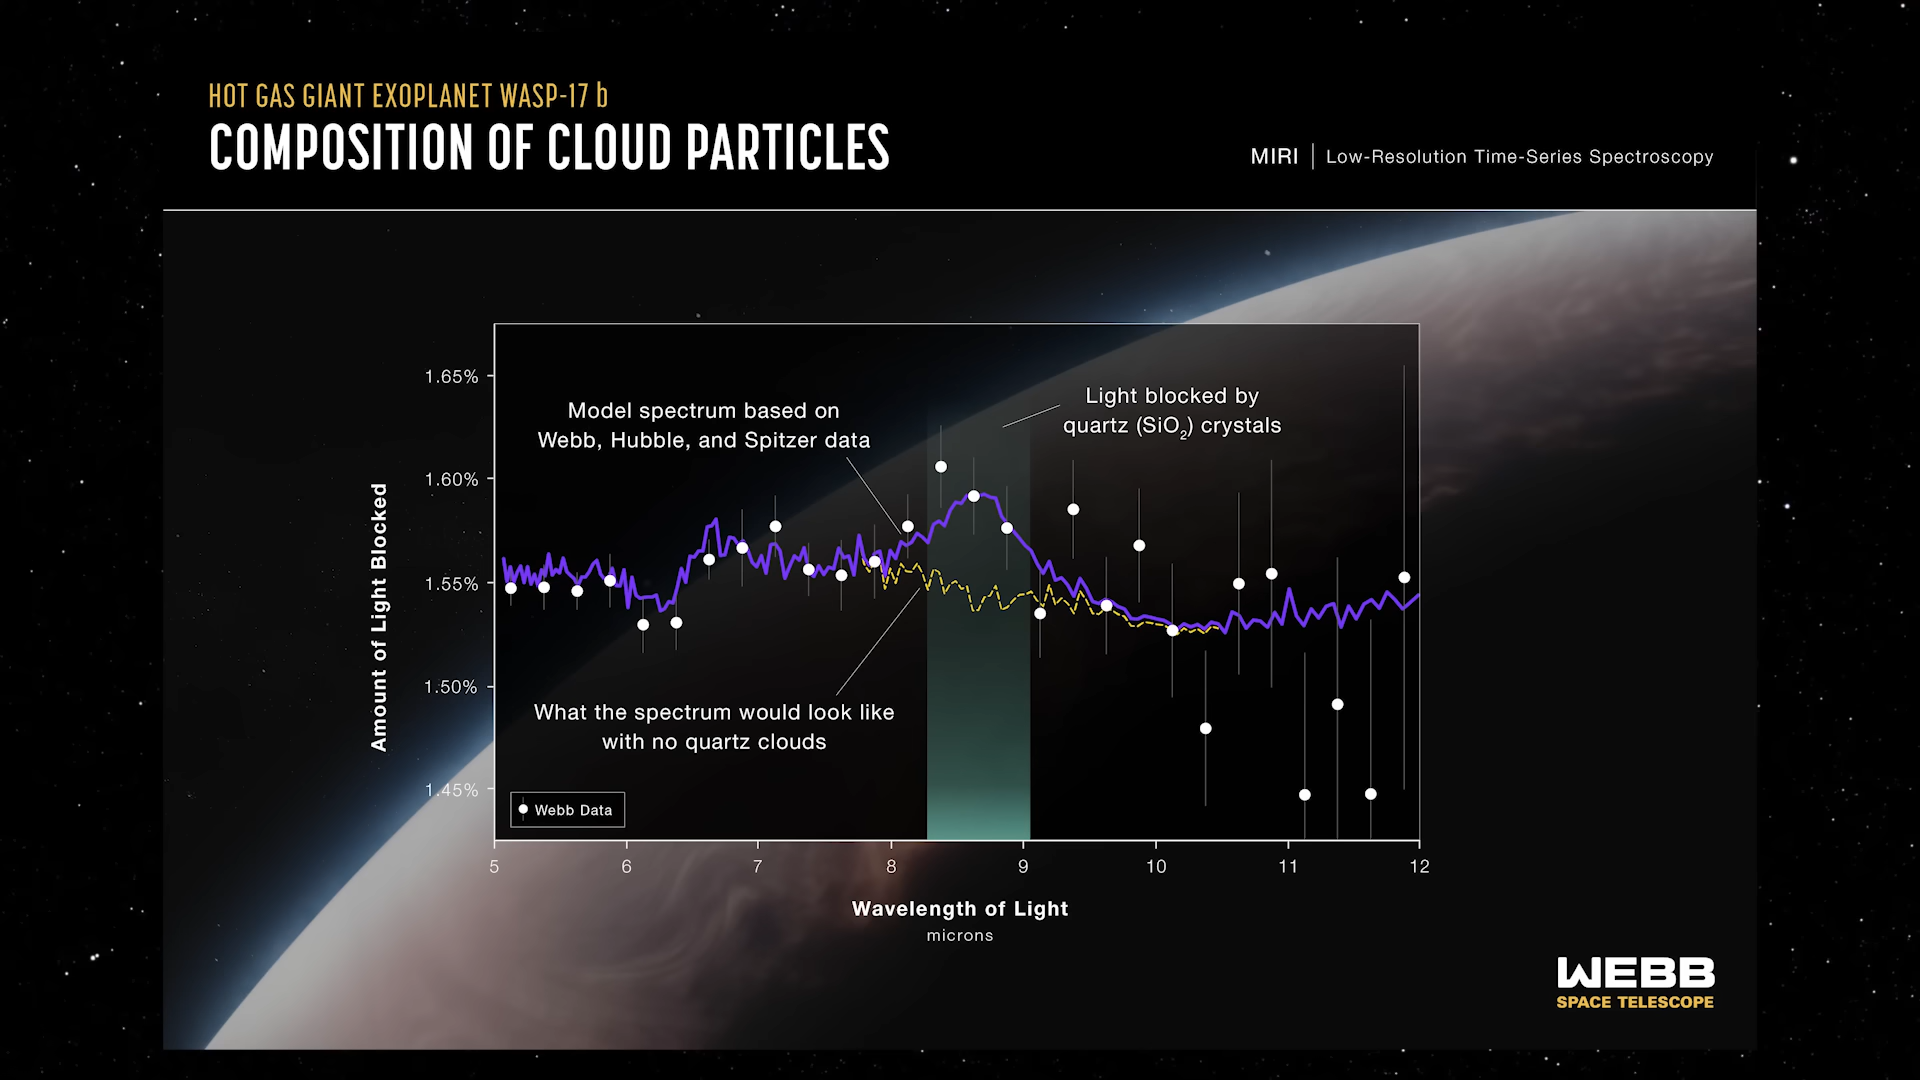 HOT GAS GIANT EXOPLANET WASP-17 b
COMPOSITION OF CLOUD PARTICLES
MIRI | Low-Resolution Time-Series Spectroscopy
Amount of Light Blocked
1.65%
1.60%
1.55%
1.50%
1.45%
Model spectrum based on
Webb, Hubble, and Spitzer data
Light blocked by
quartz (SiO₂) crystals
What the spectrum would look like
with no quartz clouds
Webb Data
5 6 7 8 9 10 11 12
Wavelength of Light
microns
WEBB
SPACE TELESCOPE